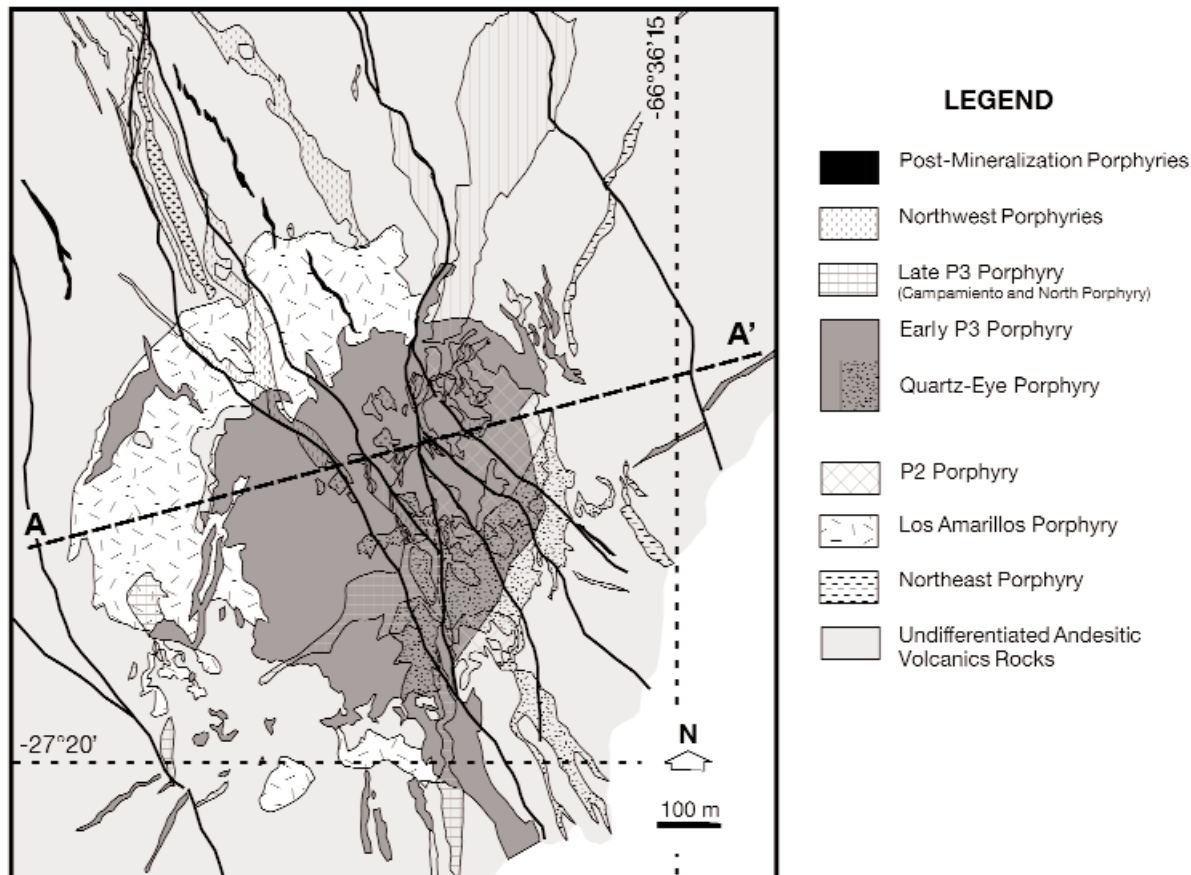 -66°36'15
A'
A
-27°20'
N
100 m
LEGEND
Post-Mineralization Porphyries
Northwest Porphyries
Late P3 Porphyry
(Campamiento and North Porphyry)
Early P3 Porphyry
Quartz-Eye Porphyry
P2 Porphyry
Los Amarillos Porphyry
Northeast Porphyry
Undifferentiated Andesitic
Volcanics Rocks